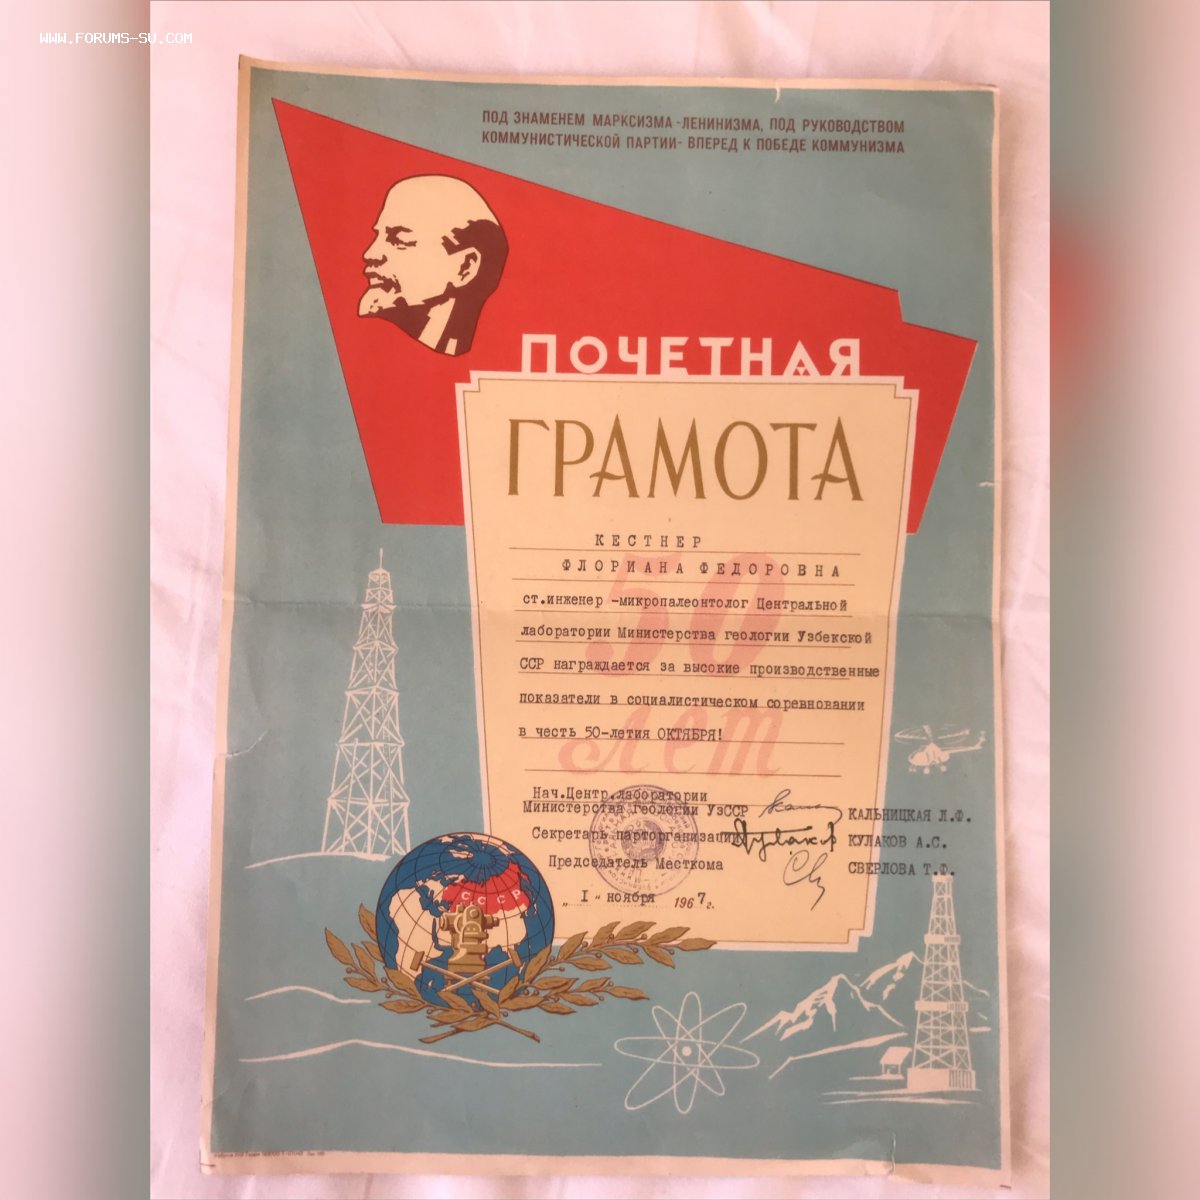 WWW.FORUMS-SU.COM
ПОД ЗНАМЕНЕМ МАРКСИЗМА-ЛЕНИНИЗМА, ПОД РУКОВОДСТВОМ
КОММУНИСТИЧЕСКОЙ ПАРТИИ - ВПЕРЕД К ПОБЕДЕ КОММУНИЗМА
ПОЧЕТНАЯ
ГРАМОТА
КЕСТНЕР
ФЛОРИАНА ФЕДОРОВНА
50
ст.инженер -микропалеонтолог Центральной
лаборатории Министерства геологии Узбекской
ССР награждается за высокие производственные
показатели в социалистическом соревновании
в честь 50-летия ОКТЯБРЯ!
лет
Нач.Центр.лаборатории
Министерства геологии УзССР КАЛЬНИЦКАЯ Л.Ф.
Секретарь парторганизации КУЛАКОВ А.С.
Председатель Месткома СВЕРЛОВА Т.Ф.
„ I " ноября 1967 г.
СССР